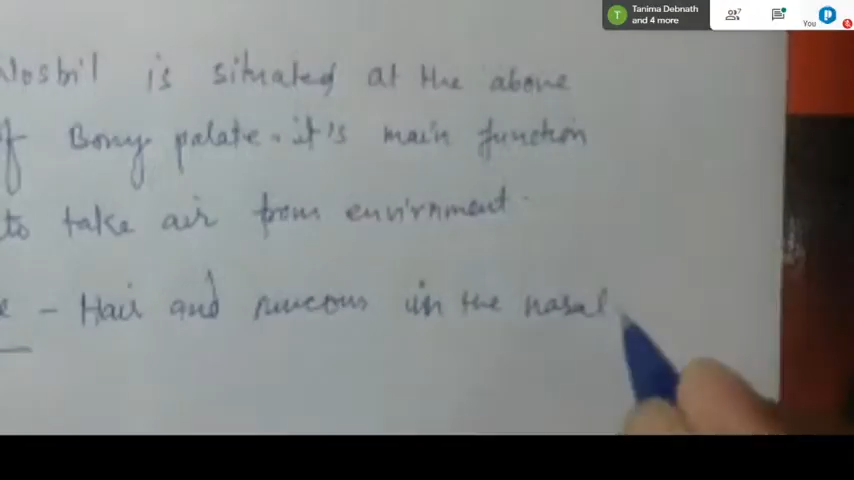 Tanima Debnath
and 4 more
T
7
You
Nostril is situated at the above
of Bony palate. it's main function
to take air from envirnment.
e - Hair and mucous in the nasal